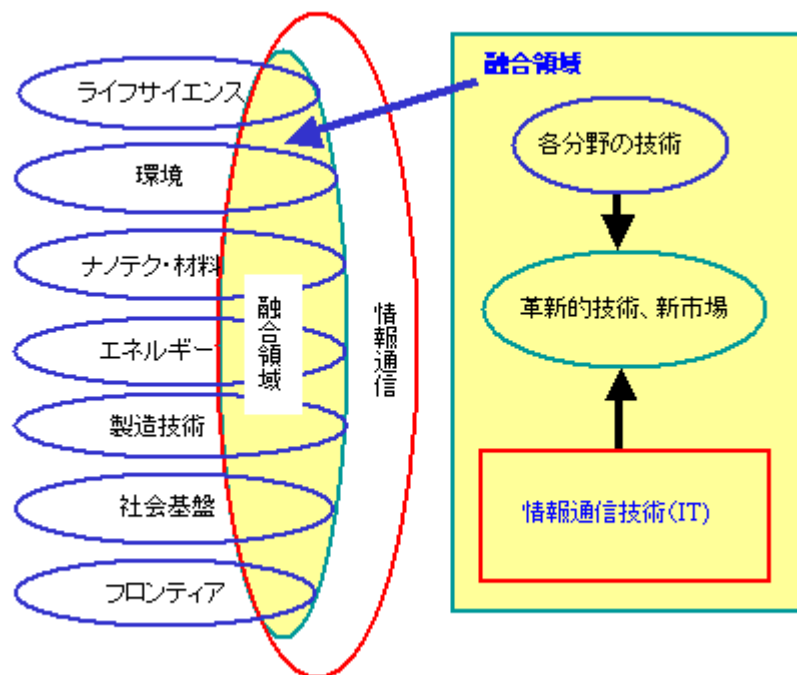 ライフサイエンス
環境
ナノテク・材料
エネルギー
製造技術
社会基盤
フロンティア
融合領域
情報通信
融合領域
各分野の技術
革新的技術、新市場
情報通信技術(IT)